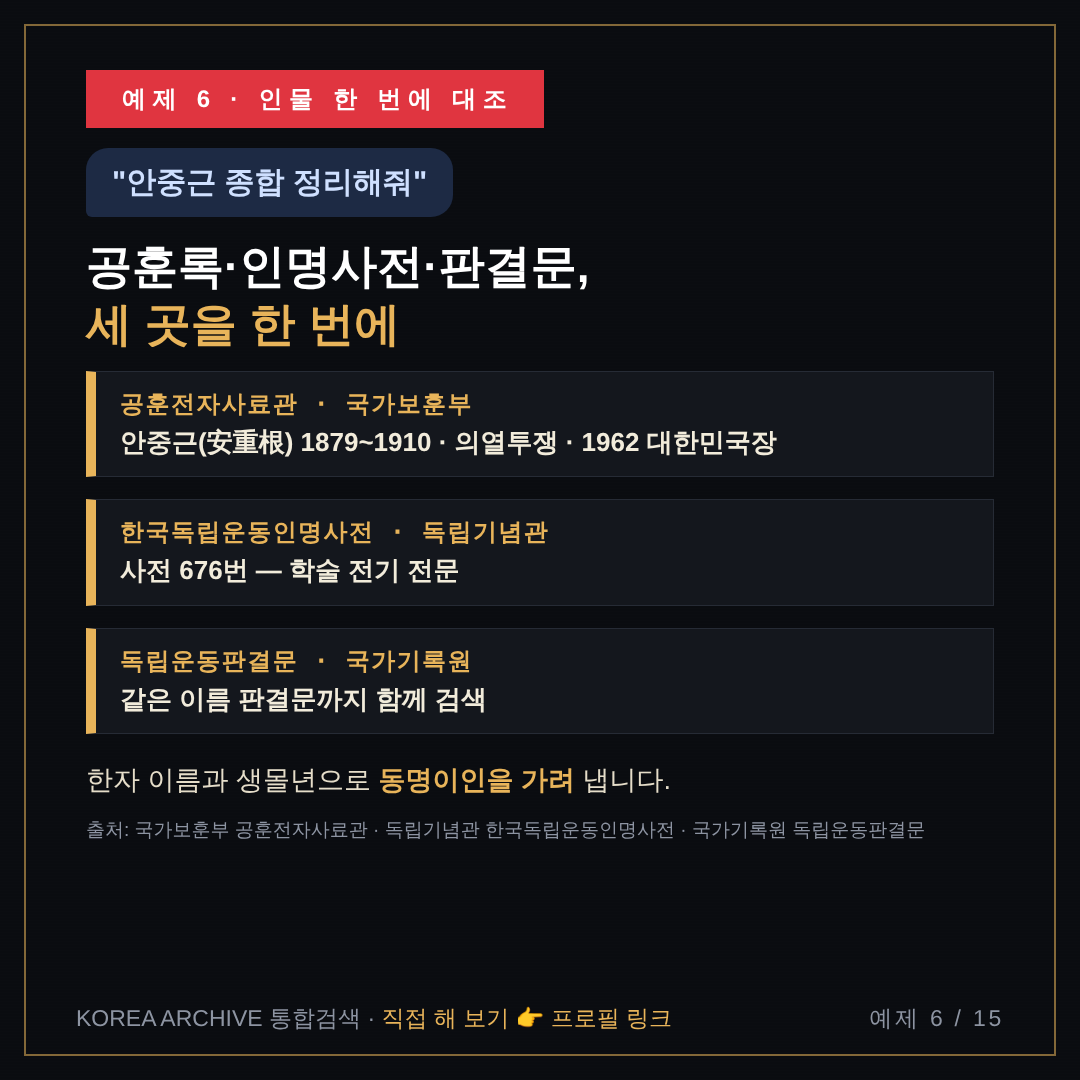 예제 6 · 인물 한 번에 대조
"안중근 종합 정리해줘"
공훈록·인명사전·판결문,
세 곳을 한 번에
공훈전자사료관 · 국가보훈부
안중근(安重根) 1879~1910 · 의열투쟁 · 1962 대한민국장
한국독립운동인명사전 · 독립기념관
사전 676번 — 학술 전기 전문
독립운동판결문 · 국가기록원
같은 이름 판결문까지 함께 검색
한자 이름과 생몰년으로 동명이인을 가려 냅니다.
출처: 국가보훈부 공훈전자사료관 · 독립기념관 한국독립운동인명사전 · 국가기록원 독립운동판결문
KOREA ARCHIVE 통합검색 · 직접 해 보기 👉 프로필 링크
예제 6 / 15